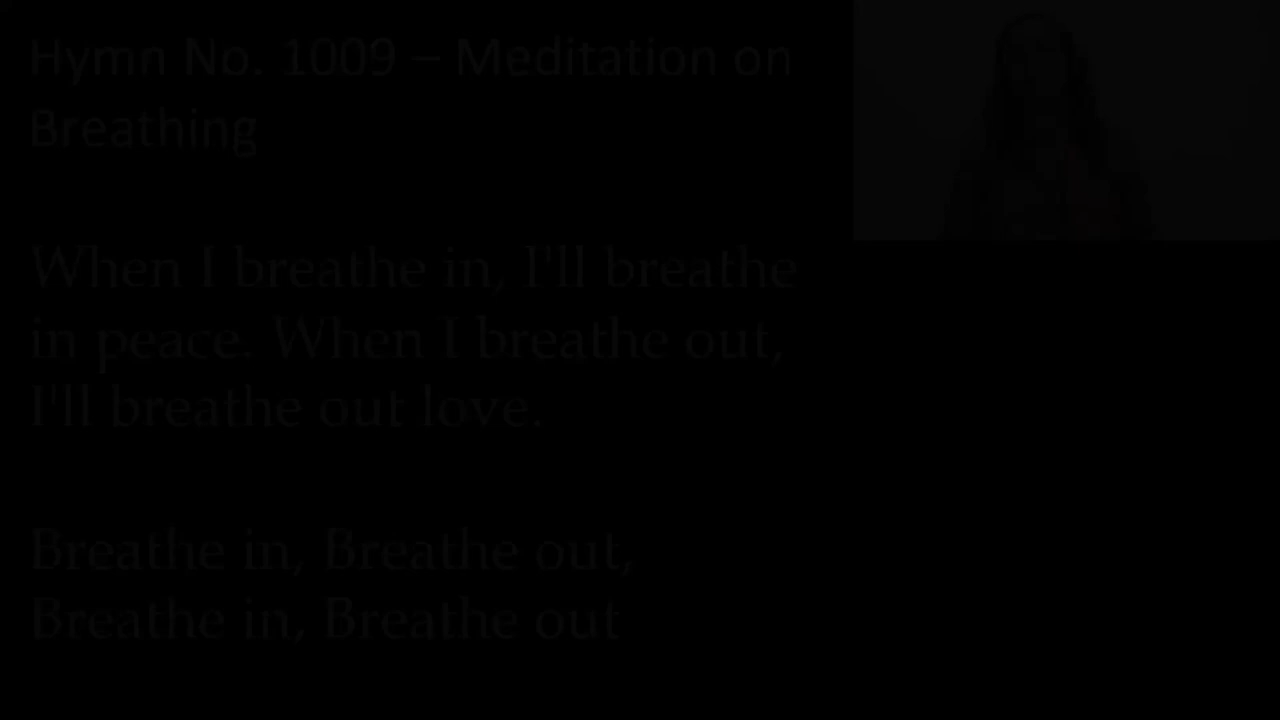 Hymn No. 1009 – Meditation on
Breathing
When I breathe in, I'll breathe
in peace. When I breathe out,
I'll breathe out love.
Breathe in, Breathe out,
Breathe in, Breathe out